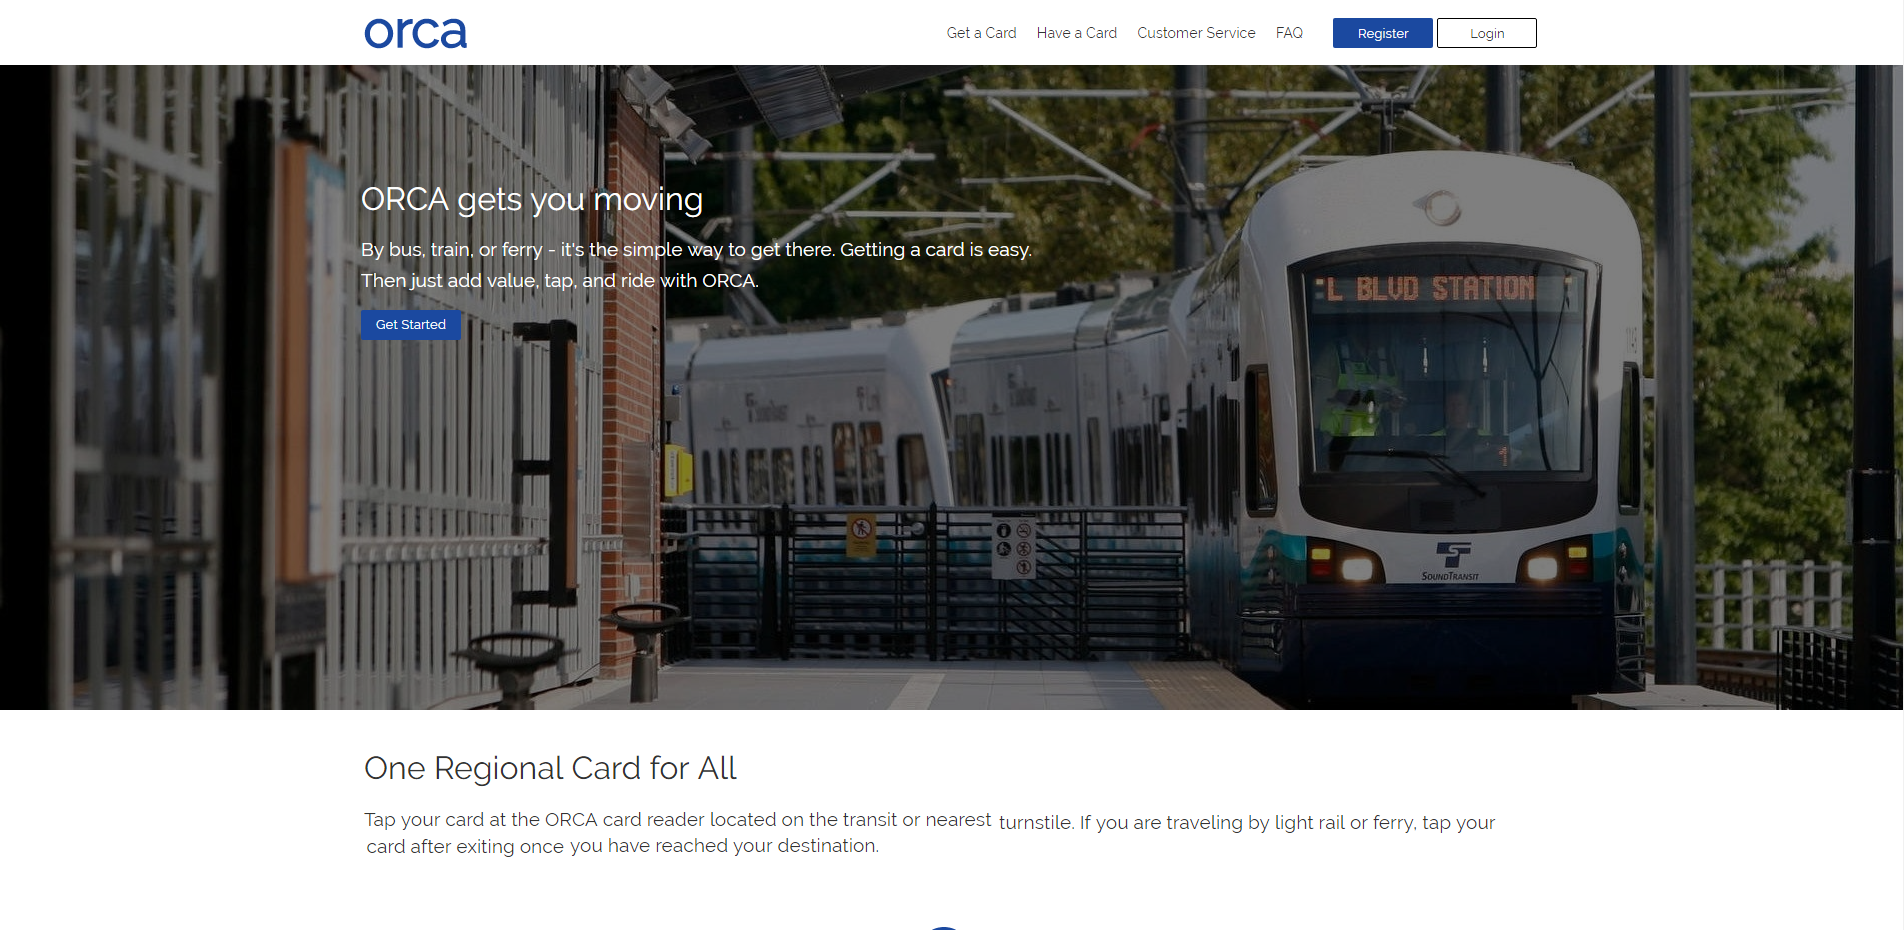 orca
Get a Card
Have a Card
Customer Service
FAQ
Register
Login
ORCA gets you moving
By bus, train, or ferry - it's the simple way to get there. Getting a card is easy.
Then just add value, tap, and ride with ORCA.
Get Started
L BLVD STATION
1
SOUNDTRANSIT
One Regional Card for All
Tap your card at the ORCA card reader located on the transit or nearest turnstile. If you are traveling by light rail or ferry, tap your
card after exiting once you have reached your destination.